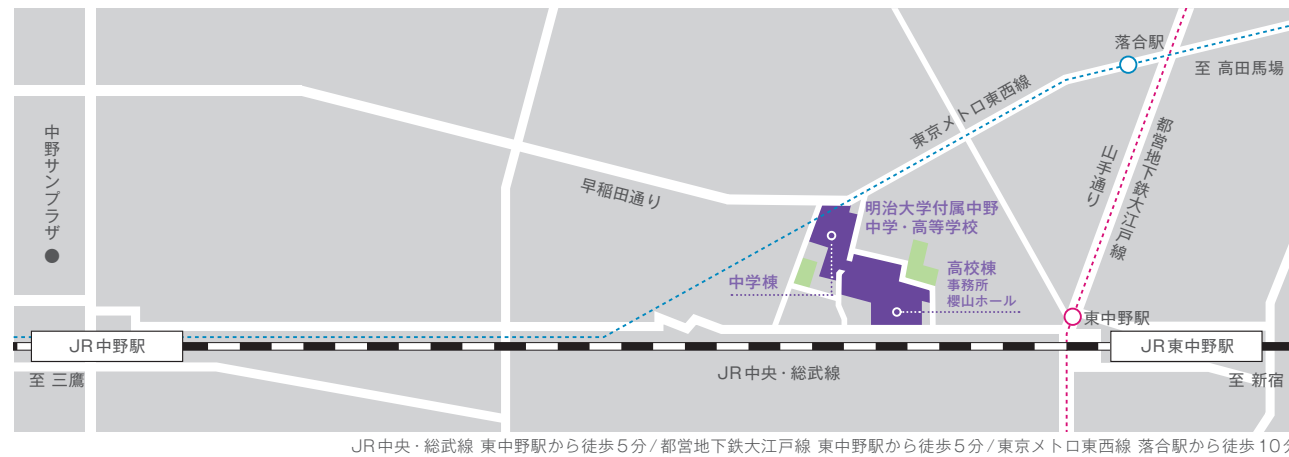 落合駅
至 高田馬場
東京メトロ東西線
中野サンプラザ
都営地下鉄大江戸線
山手通り
早稲田通り
明治大学付属中野
中学・高等学校
中学棟
高校棟
事務所
櫻山ホール
東中野駅
JR中野駅
JR東中野駅
至 三鷹
JR中央・総武線
至 新宿
JR中央・総武線 東中野駅から徒歩5分/都営地下鉄大江戸線 東中野駅から徒歩5分/東京メトロ東西線 落合駅から徒歩10分